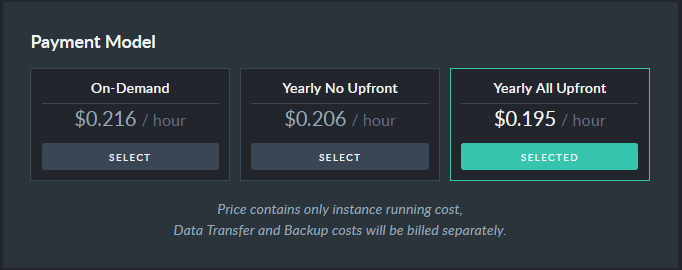 Payment Model
On-Demand
$0.216 / hour
SELECT
Yearly No Upfront
$0.206 / hour
SELECT
Yearly All Upfront
$0.195 / hour
SELECTED
Price contains only instance running cost,
Data Transfer and Backup costs will be billed separately.